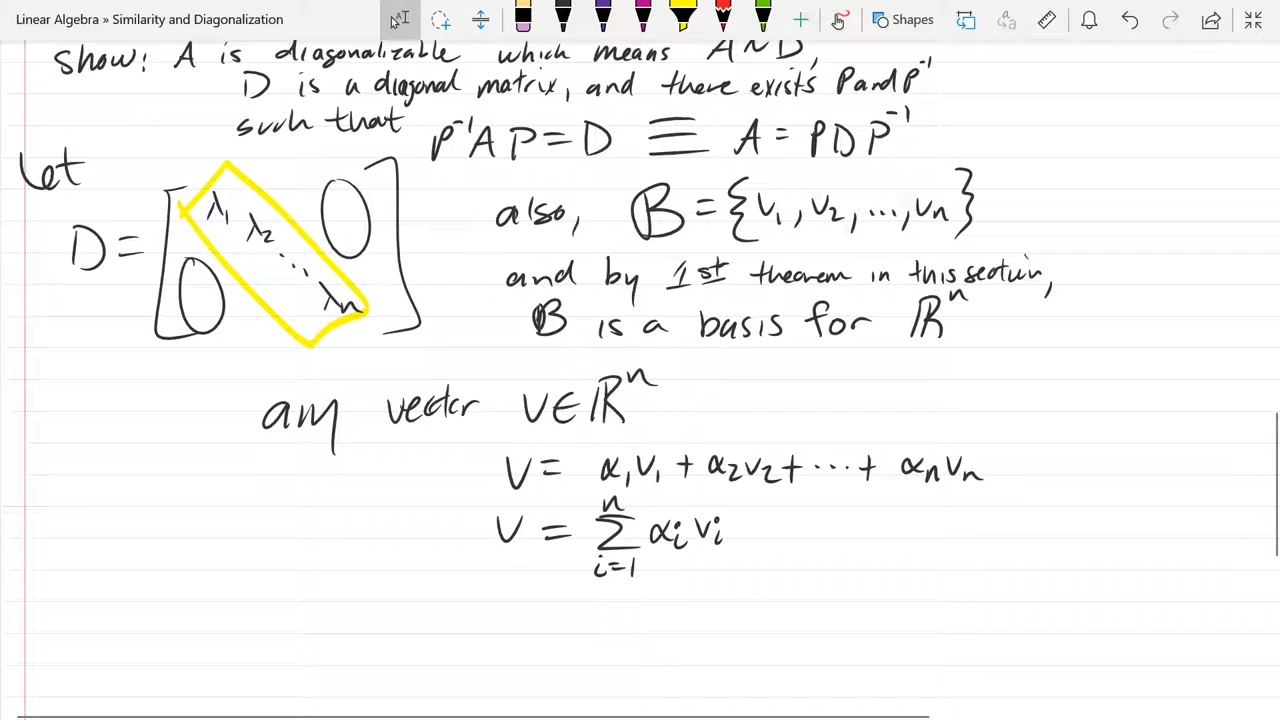 Linear Algebra » Similarity and Diagonalization
Shapes
show: A is diagonalizable which means A~D,
D is a diagonal matrix, and there exists P and P⁻¹
such that
P⁻¹AP = D ≡ A = PDP⁻¹
Let
D = [λ₁ λ₂ ⋱ λn 0 0]
also, B = {v₁, v₂, ..., vn}
and by 1st theorem in this section,
B is a basis for ℝⁿ
any vector v ∈ ℝⁿ
v = α₁v₁ + α₂v₂ + ⋯ + αnvn
v = Σ_{i=1}^{n} αᵢvᵢ